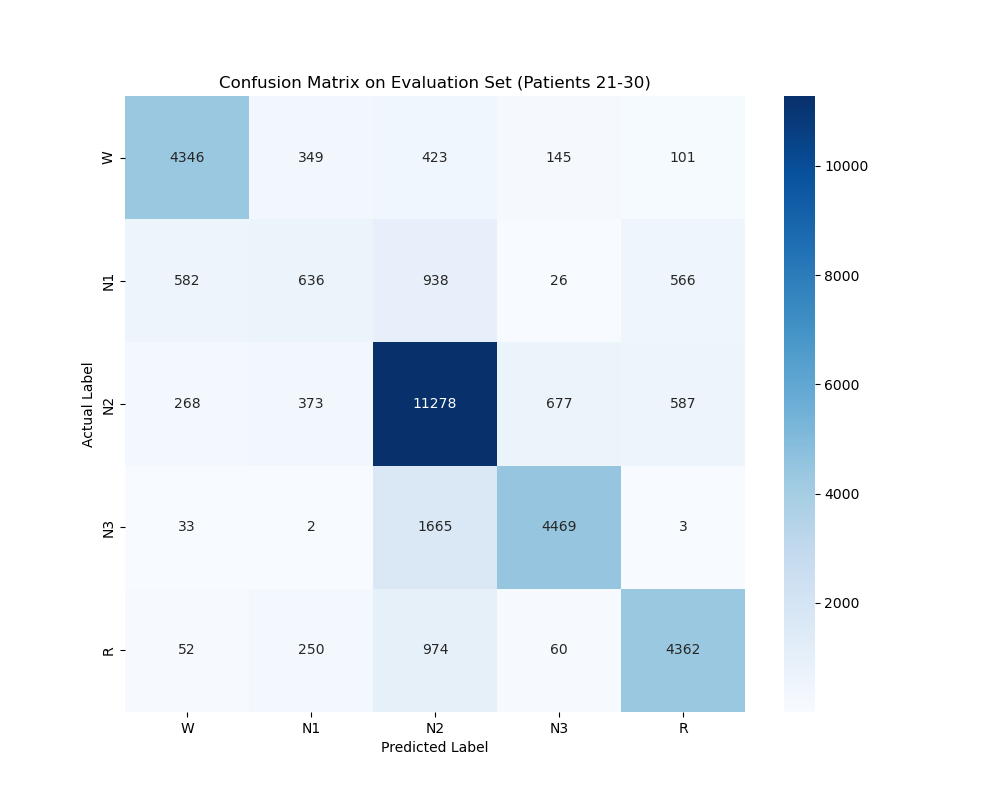 Confusion Matrix on Evaluation Set (Patients 21-30)
Actual Label
W 4346 349 423 145 101
N1 582 636 938 26 566
N2 268 373 11278 677 587
N3 33 2 1665 4469 3
R 52 250 974 60 4362
W N1 N2 N3 R
Predicted Label
10000
8000
6000
4000
2000